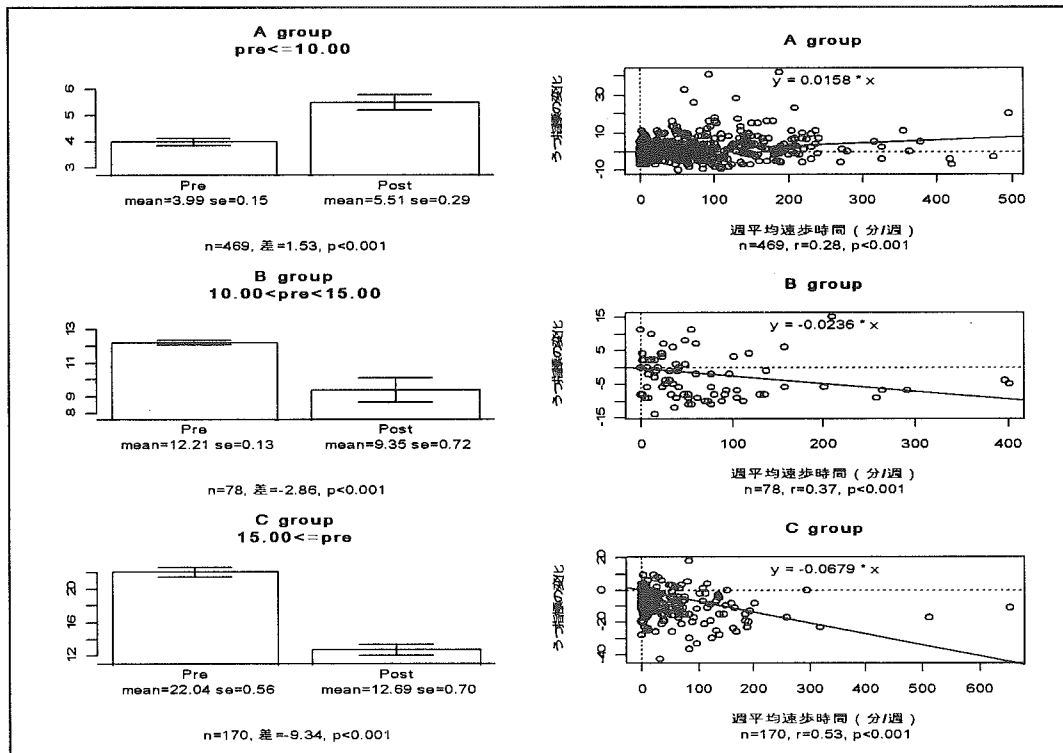 A group
pre<=10.00
6
5
4
3
Pre
Post
mean=3.99 se=0.15
mean=5.51 se=0.29
n=469, 差=1.53, p<0.001
A group
y = 0.0158 * x
30
10
-10
0
100
200
300
400
500
週平均速歩時間 ( 分/週 )
n=469, r=0.28, p<0.001
B group
10.00<pre<15.00
13
11
8.9
Pre
Post
mean=12.21 se=0.13
mean=9.35 se=0.72
n=78, 差=-2.86, p<0.001
B group
y = -0.0236 * x
15
5
-5
-15
0
100
200
300
400
週平均速歩時間 ( 分/週 )
n=78, r=0.37, p<0.001
C group
15.00<=pre
20
16
12
Pre
Post
mean=22.04 se=0.56
mean=12.69 se=0.70
n=170, 差=-9.34, p<0.001
C group
y = -0.0679 * x
20
0
-20
-40
0
100
200
300
400
500
600
週平均速歩時間 ( 分/週 )
n=170, r=0.53, p<0.001